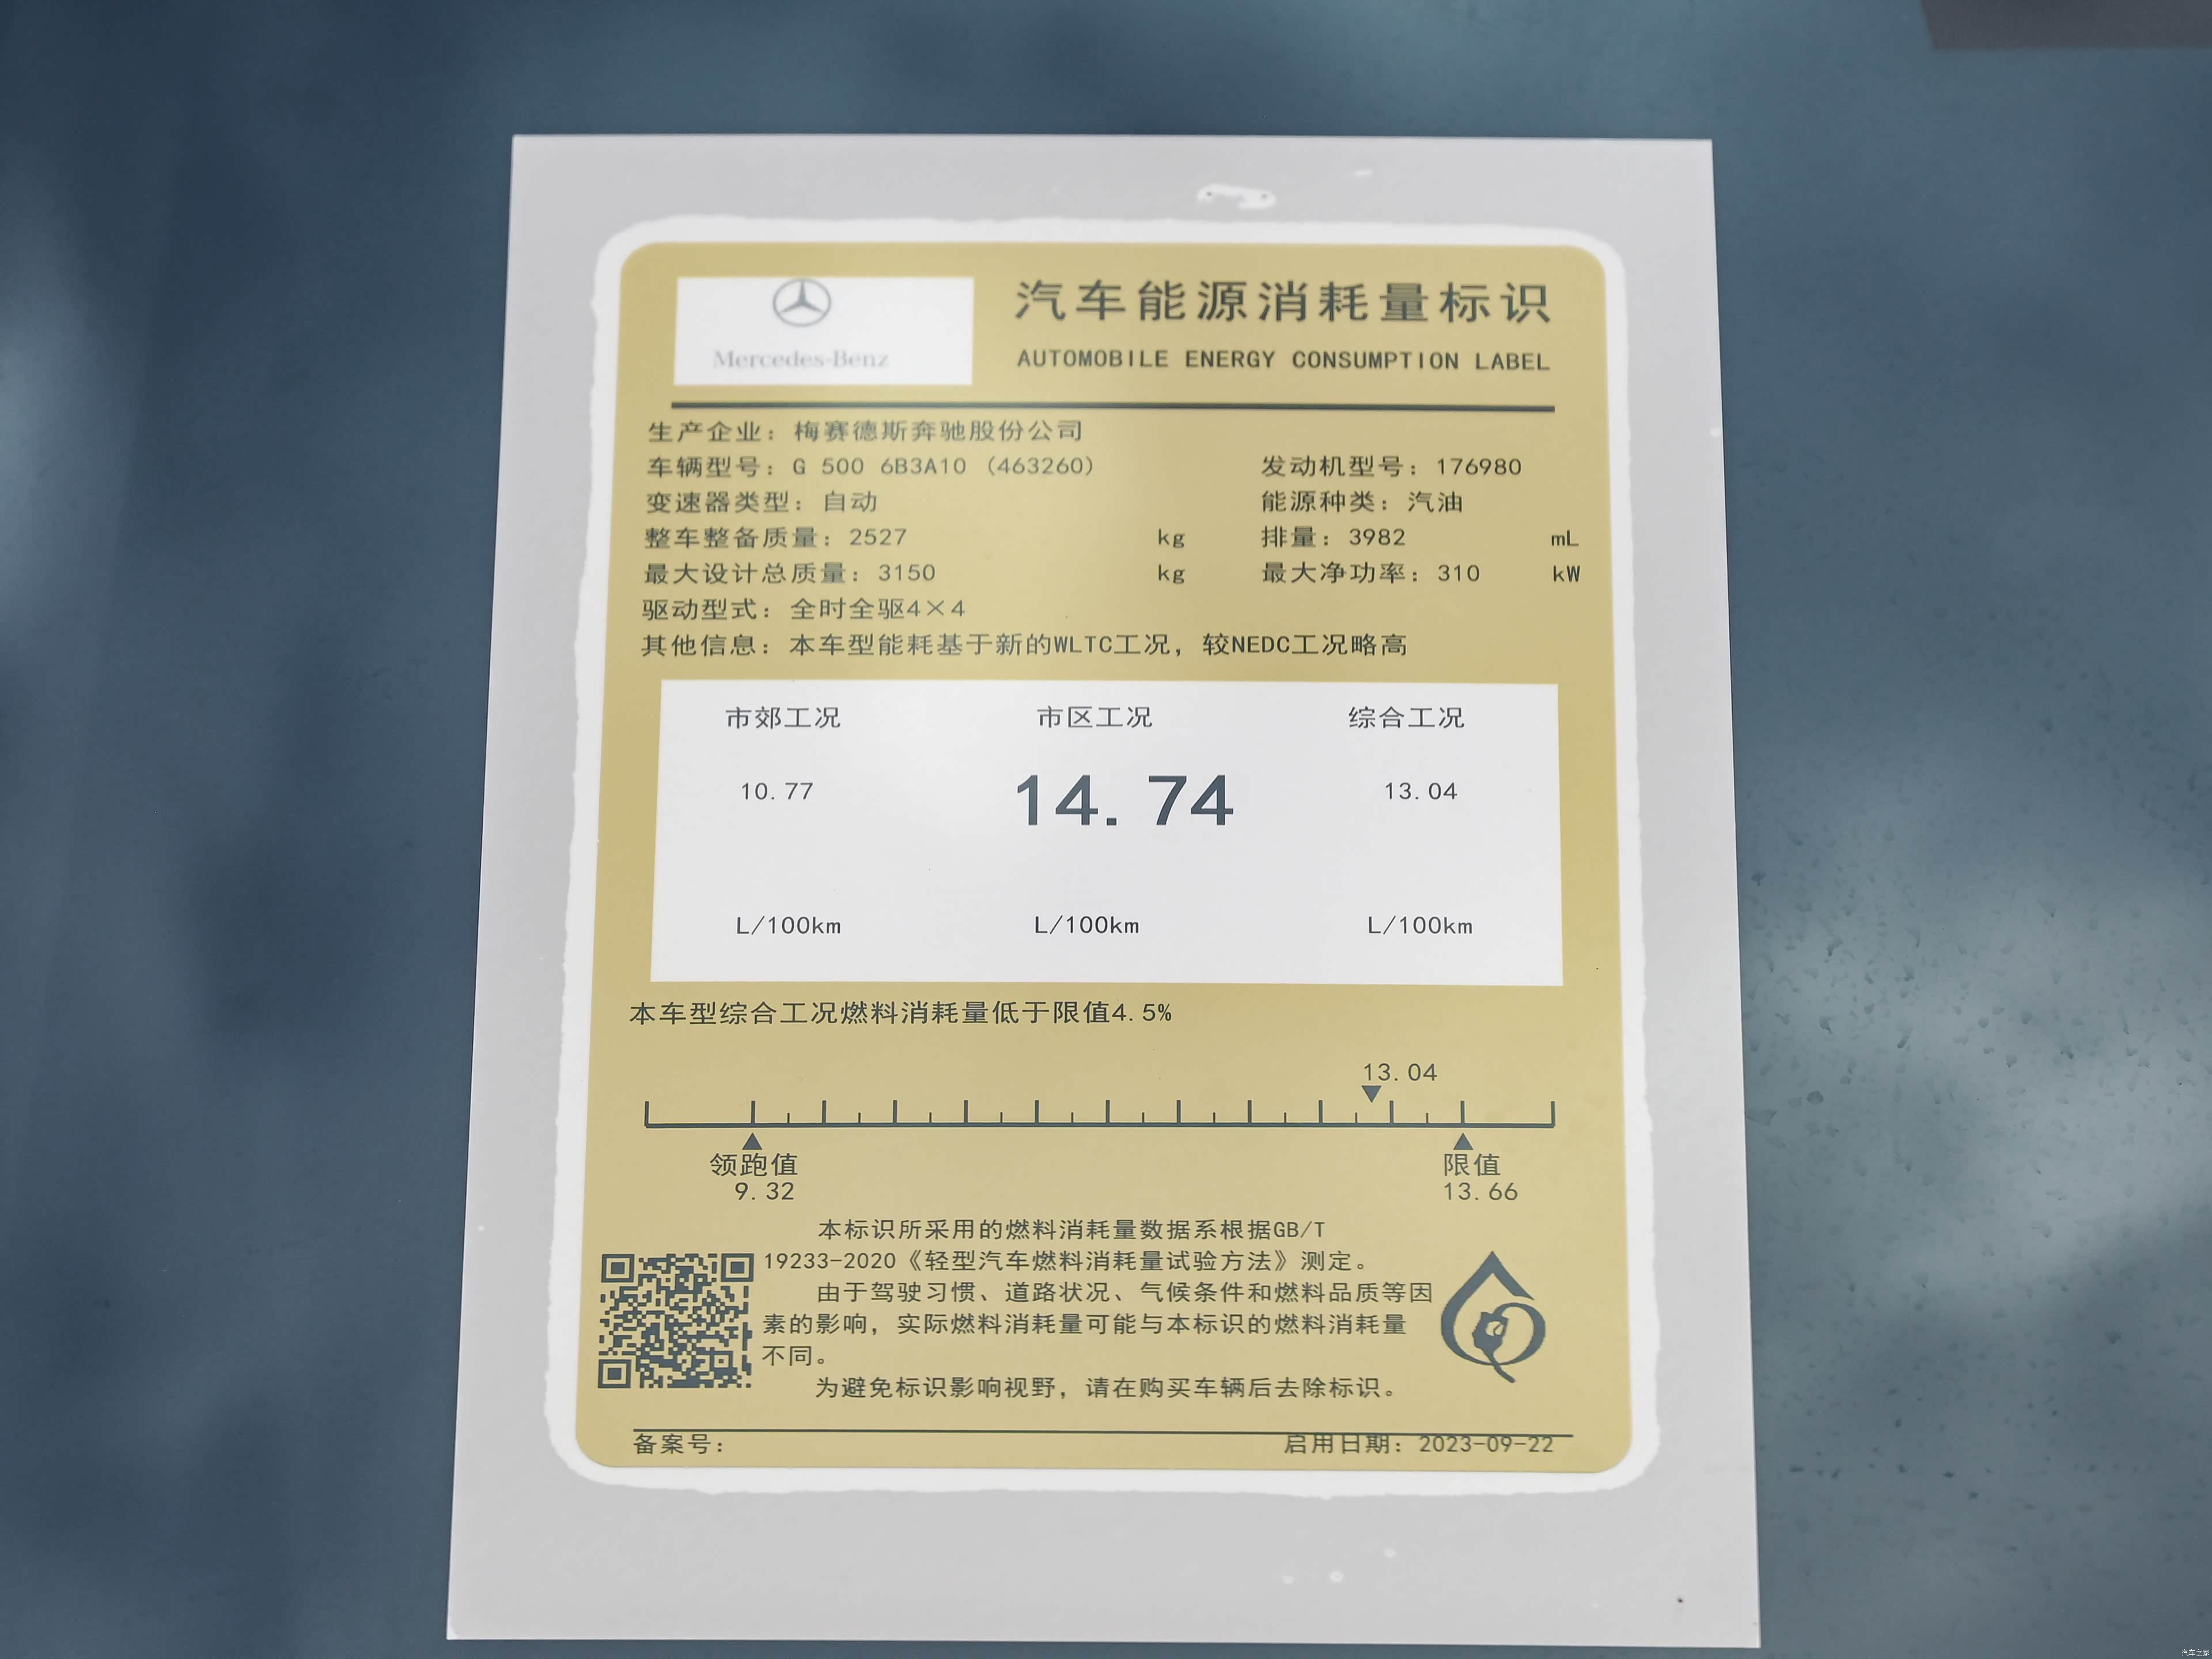 Mercedes-Benz
汽车能源消耗量标识
AUTOMOBILE ENERGY CONSUMPTION LABEL
生产企业：梅赛德斯奔驰股份公司
车辆型号：G 500 6B3A10 (463260) 发动机型号：176980
变速器类型：自动 能源种类：汽油
整车整备质量：2527 kg 排量：3982 mL
最大设计总质量：3150 kg 最大净功率：310 kW
驱动型式：全时全驱4×4
其他信息：本车型能耗基于新的WLTC工况，较NEDC工况略高
市郊工况 市区工况 综合工况
10.77 14.74 13.04
L/100km L/100km L/100km
本车型综合工况燃料消耗量低于限值4.5%
13.04
领跑值 限值
9.32 13.66
本标识所采用的燃料消耗量数据系根据GB/T
19233-2020《轻型汽车燃料消耗量试验方法》测定。
由于驾驶习惯、道路状况、气候条件和燃料品质等因
素的影响，实际燃料消耗量可能与本标识的燃料消耗量
不同。
为避免标识影响视野，请在购买车辆后去除标识。
备案号： 启用日期：2023-09-22
汽车之家